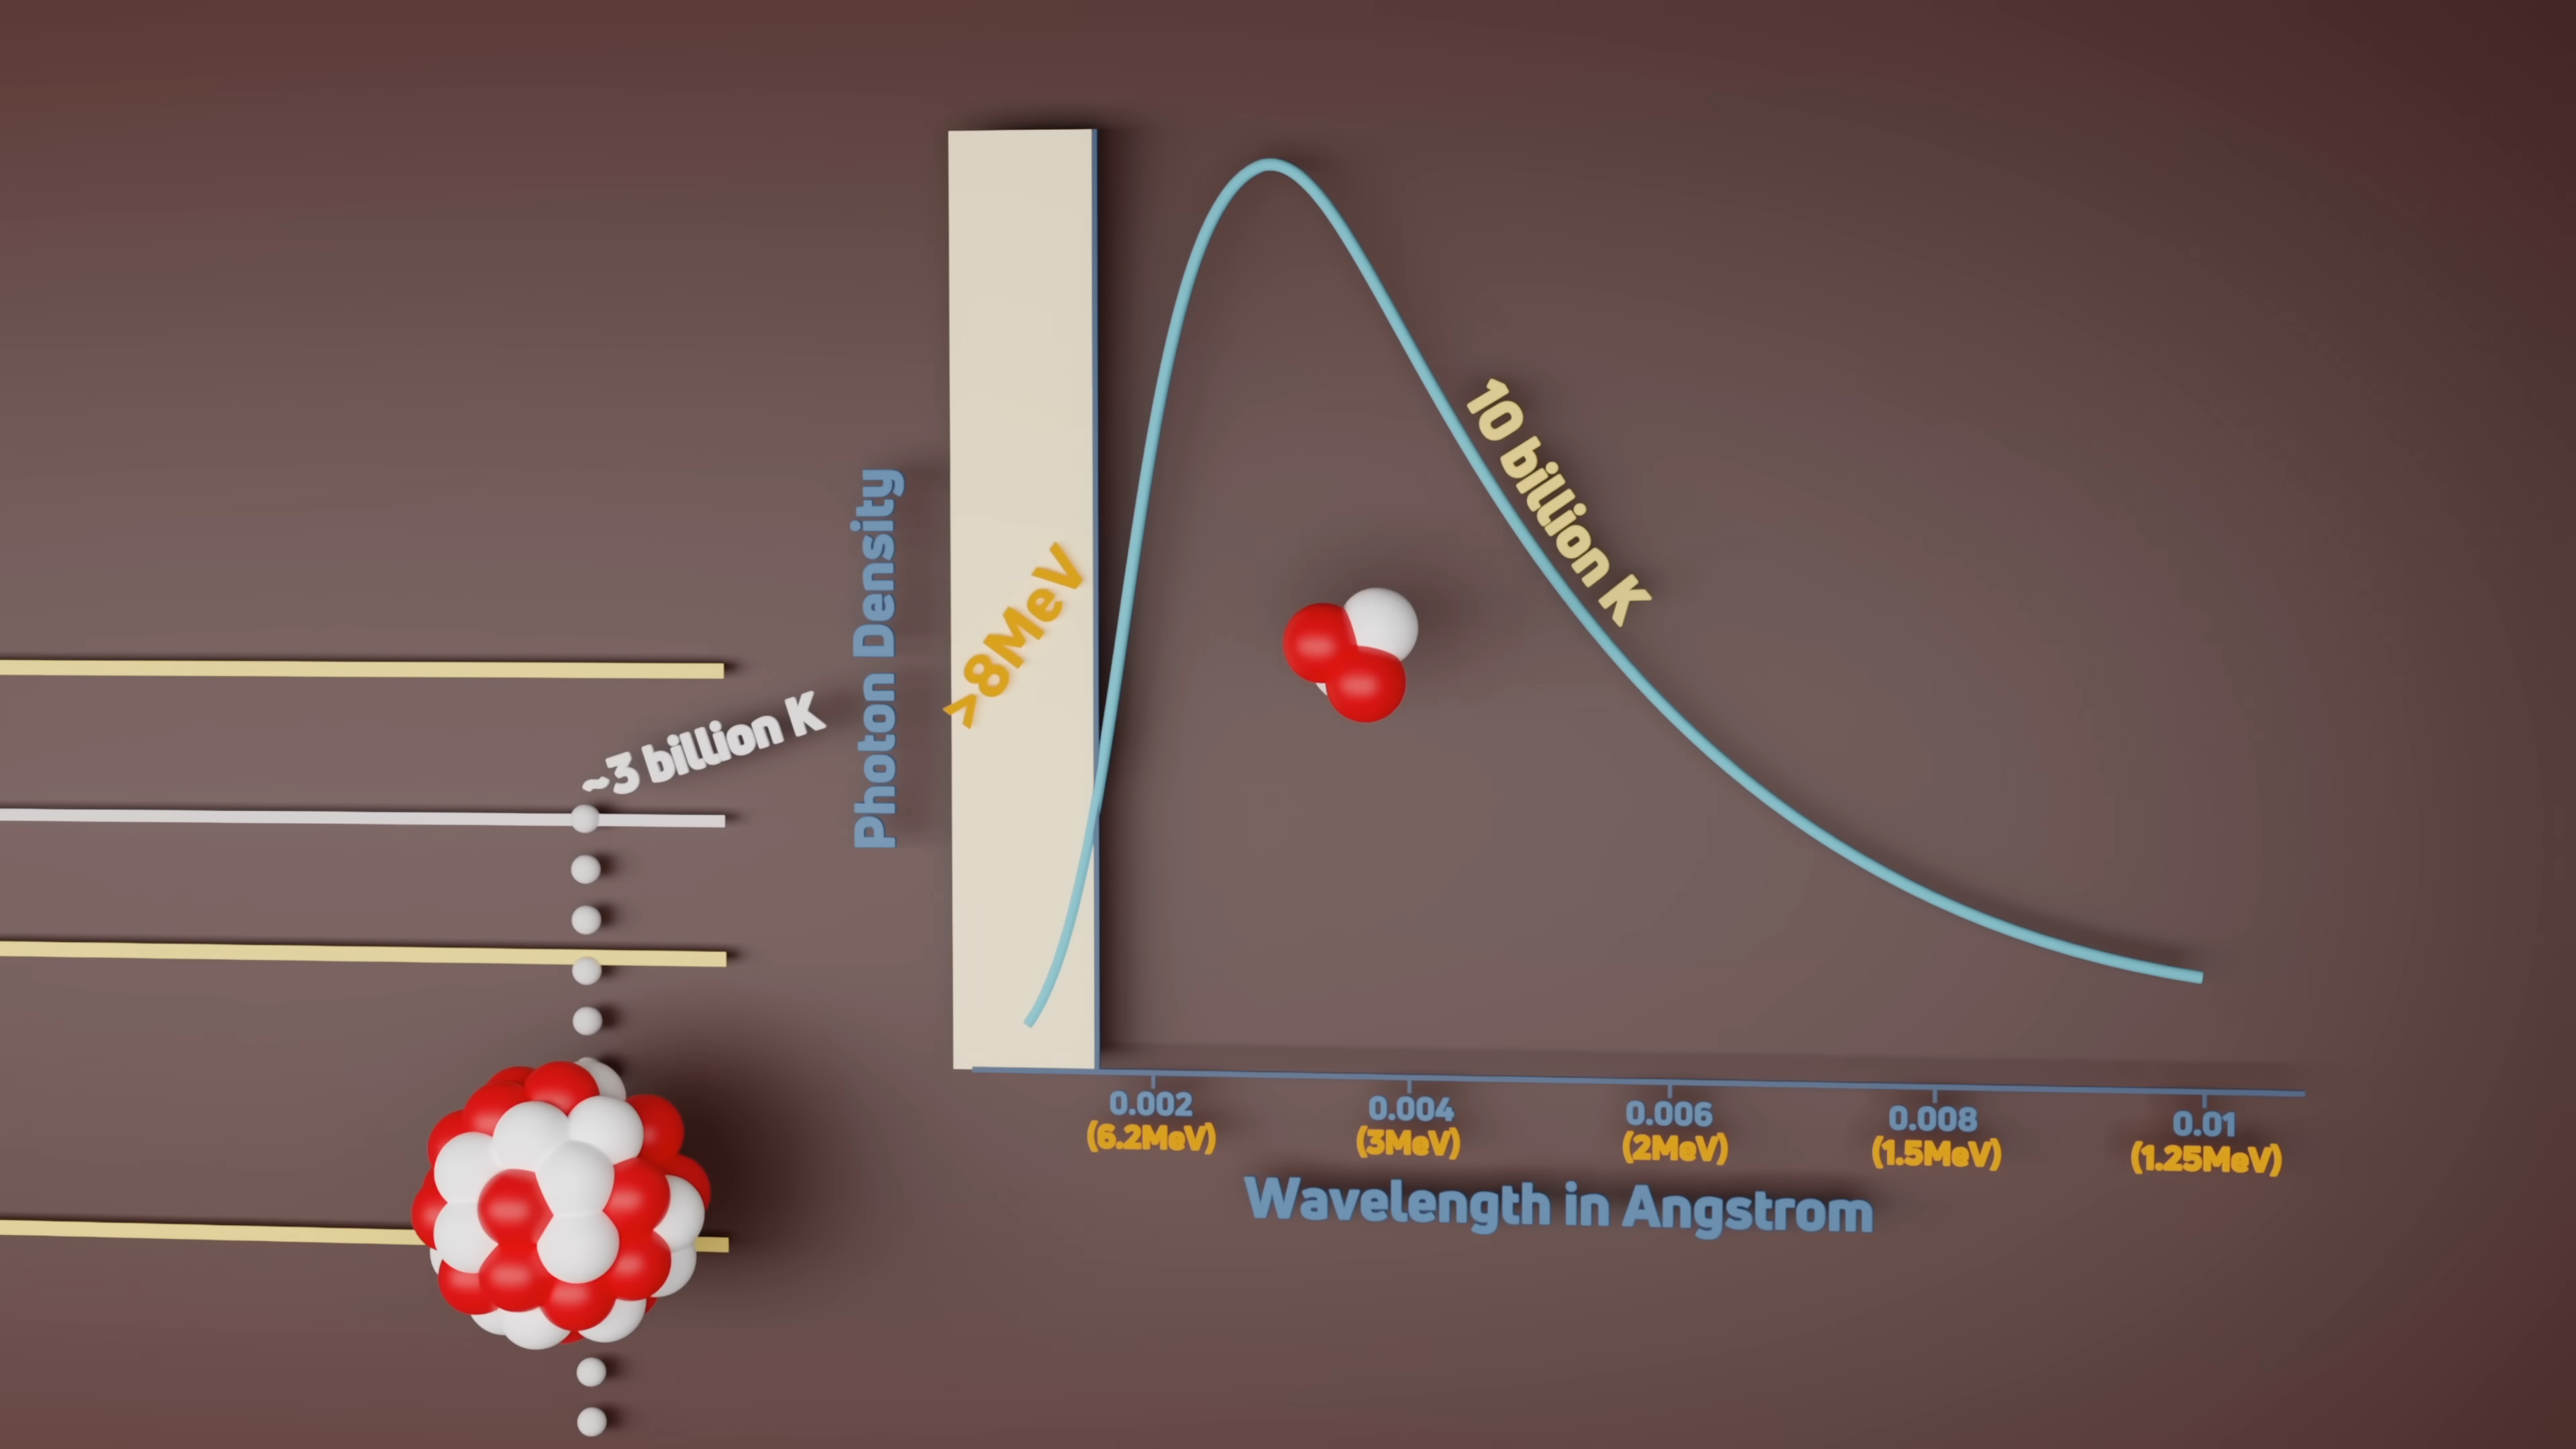 ~3 billion K
Photon Density
>8MeV
10 billion K
0.002
(6.2MeV)
0.004
(3MeV)
0.006
(2MeV)
0.008
(1.5MeV)
0.01
(1.25MeV)
Wavelength in Angstrom